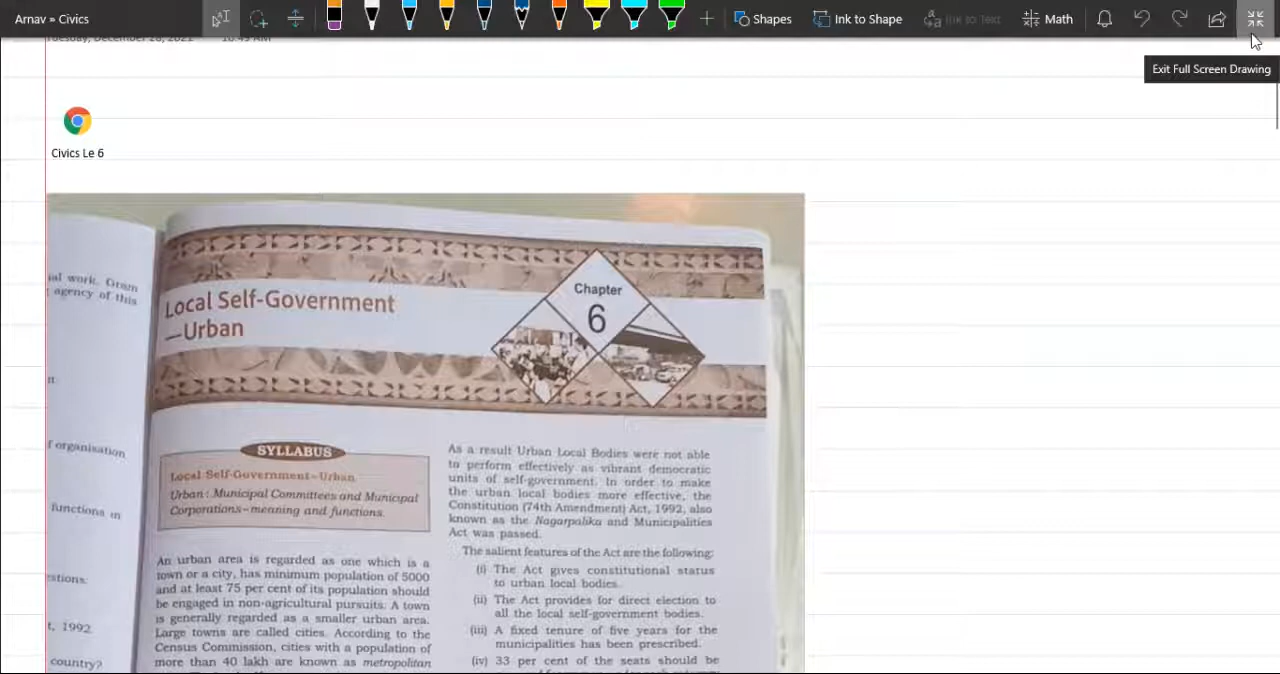 Arnav » Civics
Shapes
Ink to Shape
Ink to Text
Math
Tuesday, December 28, 2021 10:49 AM
Exit Full Screen Drawing
Civics Le 6
ial work. Gram
agency of this
f organisation
functions in
stions.
t, 1992
country?
Local Self-Government
—Urban
Chapter
6
SYLLABUS
Local Self-Government—Urban
Urban : Municipal Committees and Municipal
Corporations—meaning and functions.
An urban area is regarded as one which is a
town or a city, has minimum population of 5000
and at least 75 per cent of its population should
be engaged in non-agricultural pursuits. A town
is generally regarded as a smaller urban area.
Large towns are called cities. According to the
Census Commission, cities with a population of
more than 40 lakh are known as metropolitan
As a result Urban Local Bodies were not able
to perform effectively as vibrant democratic
units of self-government. In order to make
the urban local bodies more effective, the
Constitution (74th Amendment) Act, 1992, also
known as the Nagarpalika and Municipalities
Act was passed.
The salient features of the Act are the following:
(i) The Act gives constitutional status
to urban local bodies.
(ii) The Act provides for direct election to
all the local self-government bodies.
(iii) A fixed tenure of five years for the
municipalities has been prescribed.
(iv) 33 per cent of the seats should be